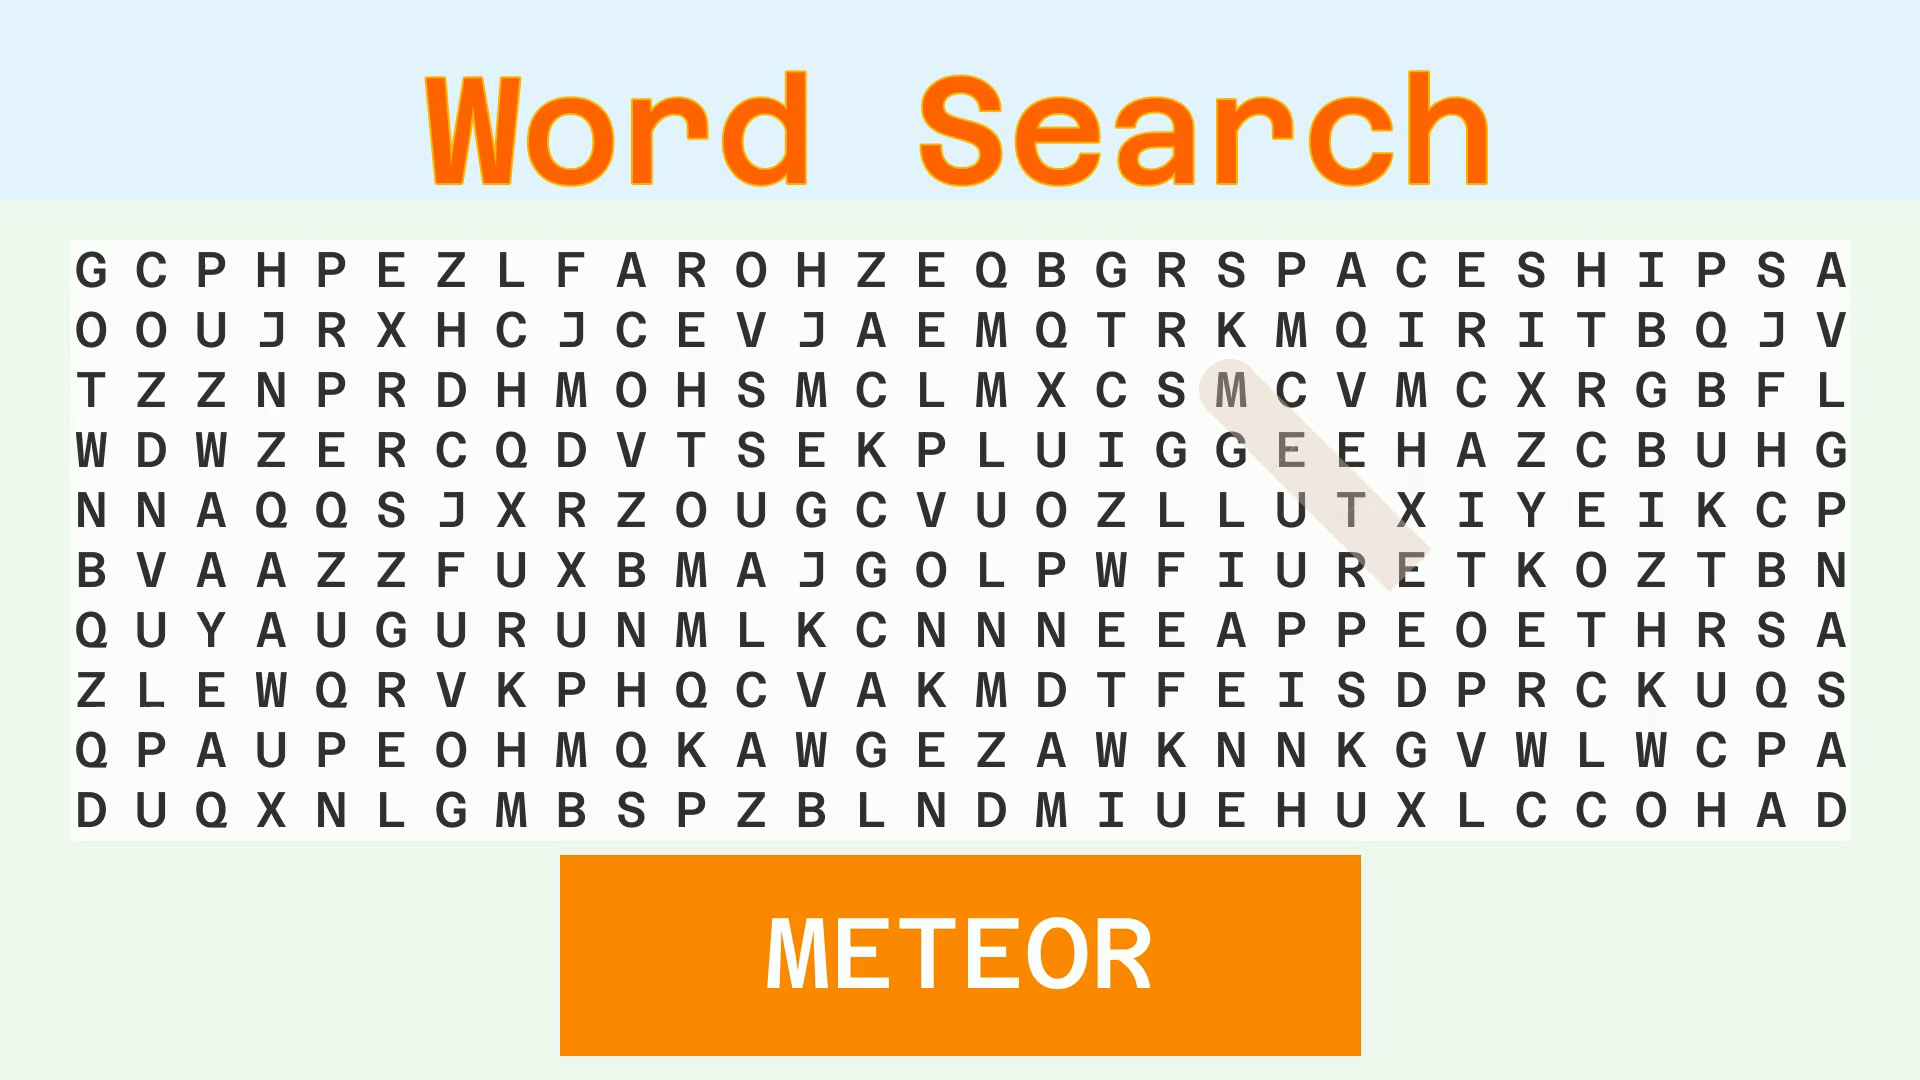 Word Search
G C P H P E Z L F A R O H Z E Q B G R S P A C E S H I P S A
O O U J R X H C J C E V J A E M Q T R K M Q I R I T B Q J V
T Z Z N P R D H M O H S M C L M X C S M C V M C X R G B F L
W D W Z E R C Q D V T S E K P L U I G G E E H A Z C B U H G
N N A Q Q S J X R Z O U G C V U O Z L L U T X I Y E I K C P
B V A A Z Z F U X B M A J G O L P W F I U R E T K O Z T B N
Q U Y A U G U R U N M L K C N N N E E A P P E O E T H R S A
Z L E W Q R V K P H Q C V A K M D T F E I S D P R C K U Q S
Q P A U P E O H M Q K A W G E Z A W K N N K G V W L W C P A
D U Q X N L G M B S P Z B L N D M I U E H U X L C C O H A D
METEOR